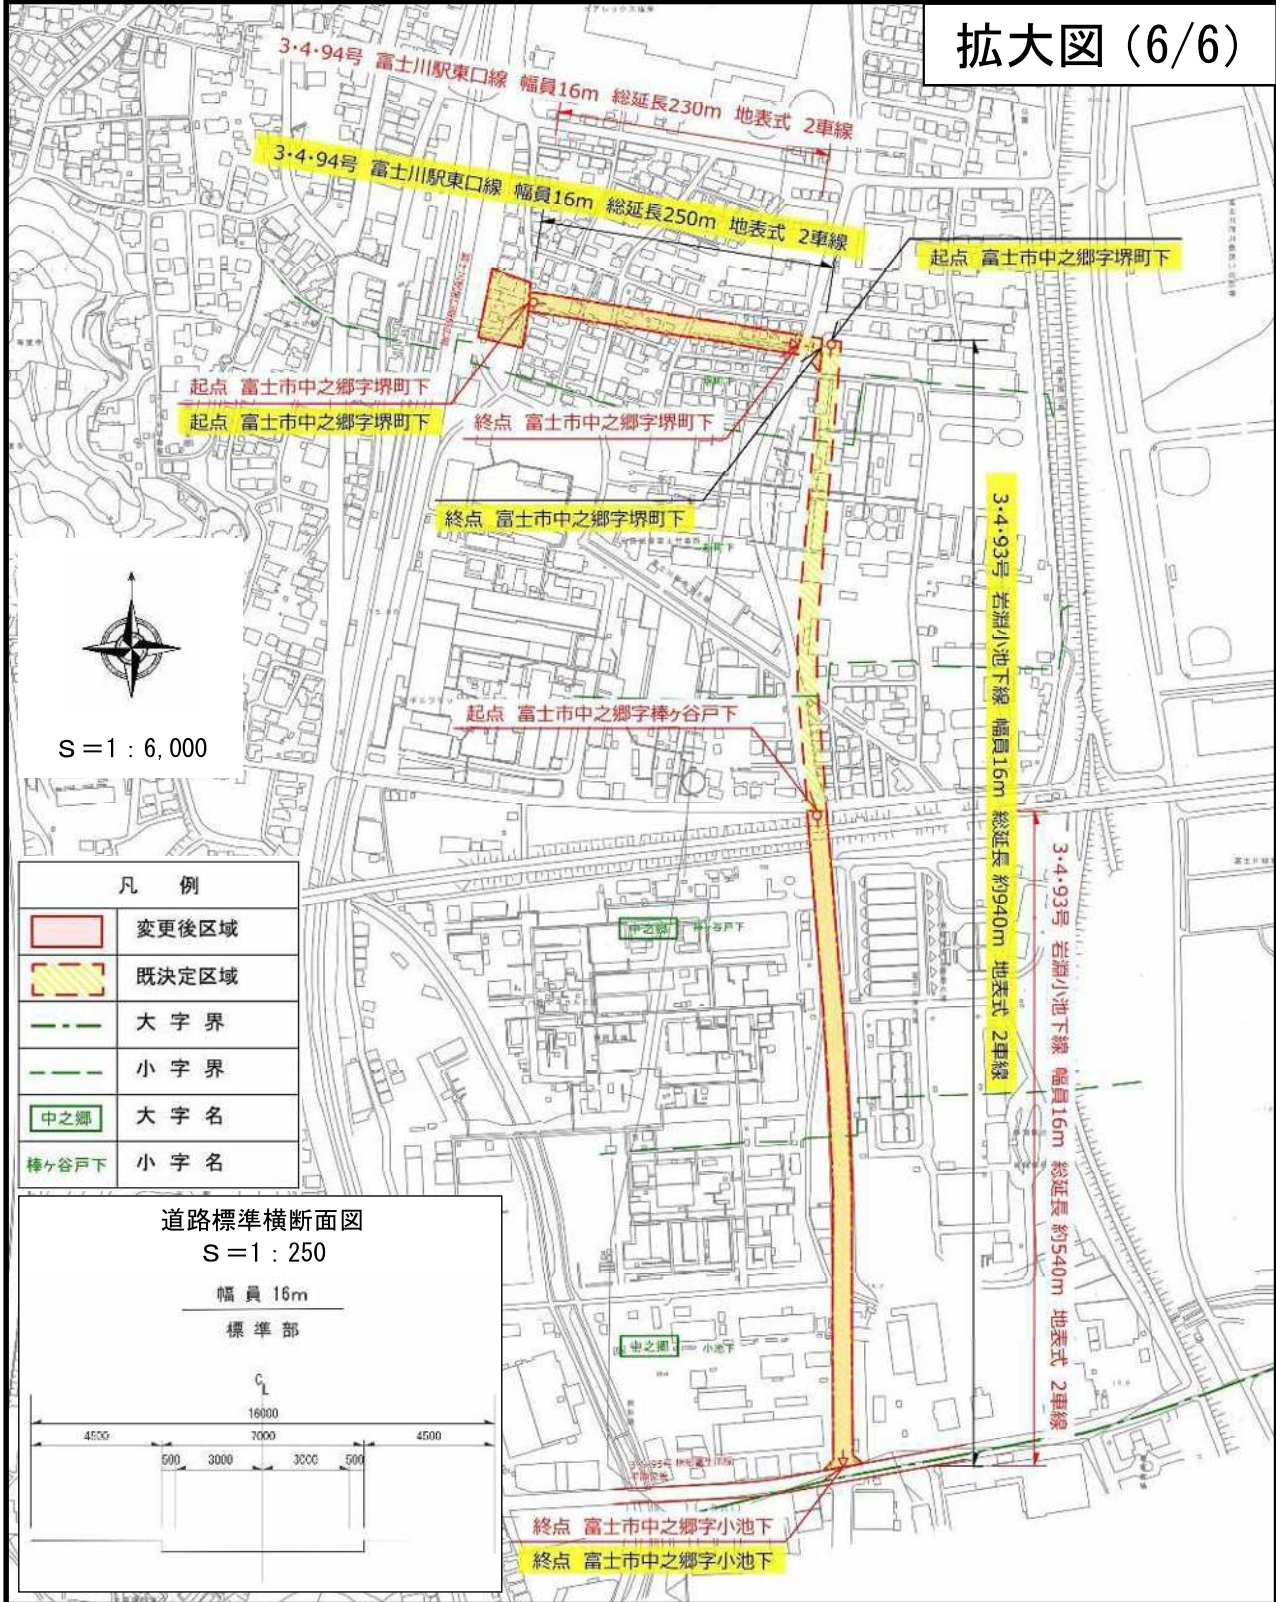 拡大図（6/6）
3・4・94号 富士川駅東口線 幅員16m 総延長230m 地表式 2車線
3・4・94号 富士川駅東口線 幅員16m 総延長250m 地表式 2車線
起点 富士市中之郷字堺町下
起点 富士市中之郷字堺町下
起点 富士市中之郷字堺町下
終点 富士市中之郷字堺町下
終点 富士市中之郷字堺町下
3・4・93号 岩淵小池下線 幅員16m 総延長 約940m 地表式 2車線
S＝1：6,000
起点 富士市中之郷字棒ヶ谷戸下
3・4・93号 岩淵小池下線 幅員16m 総延長 約540m 地表式 2車線
凡 例
変更後区域
既決定区域
大 字 界
小 字 界
中之郷 大 字 名
棒ヶ谷戸下 小 字 名
中之郷 棒ヶ谷戸下
中之郷 小池下
道路標準横断面図
S＝1：250
幅 員 16m
標 準 部
CL
16000
4500 7000 4500
500 3000 3000 500
終点 富士市中之郷字小池下
終点 富士市中之郷字小池下